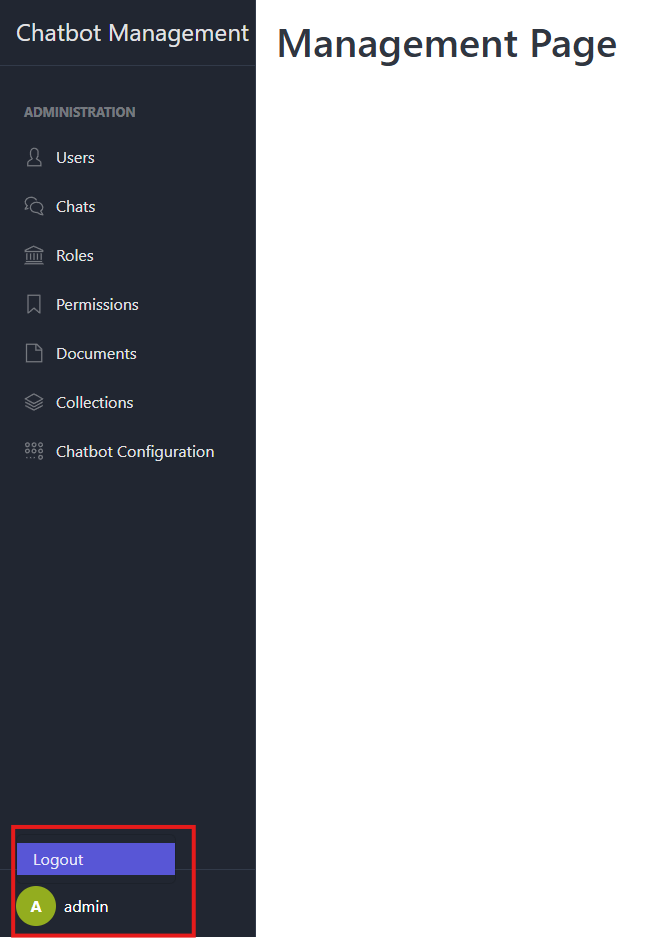 Chatbot Management
Management Page
ADMINISTRATION
Users
Chats
Roles
Permissions
Documents
Collections
Chatbot Configuration
Logout
A admin